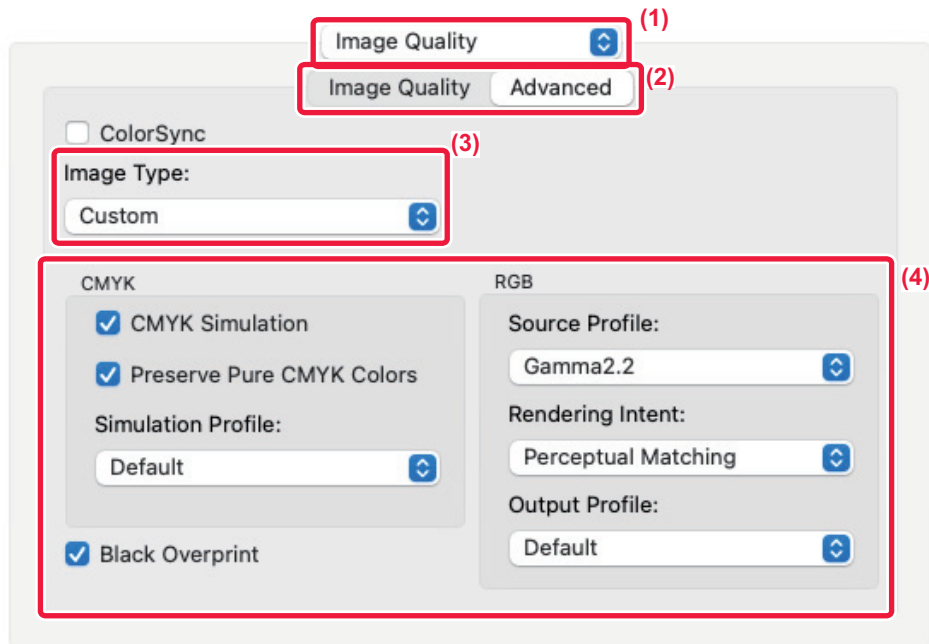 (1)
Image Quality
(2)
Image Quality Advanced
ColorSync
(3)
Image Type:
Custom
(4)
CMYK
CMYK Simulation
Preserve Pure CMYK Colors
Simulation Profile:
Default
Black Overprint
RGB
Source Profile:
Gamma2.2
Rendering Intent:
Perceptual Matching
Output Profile:
Default